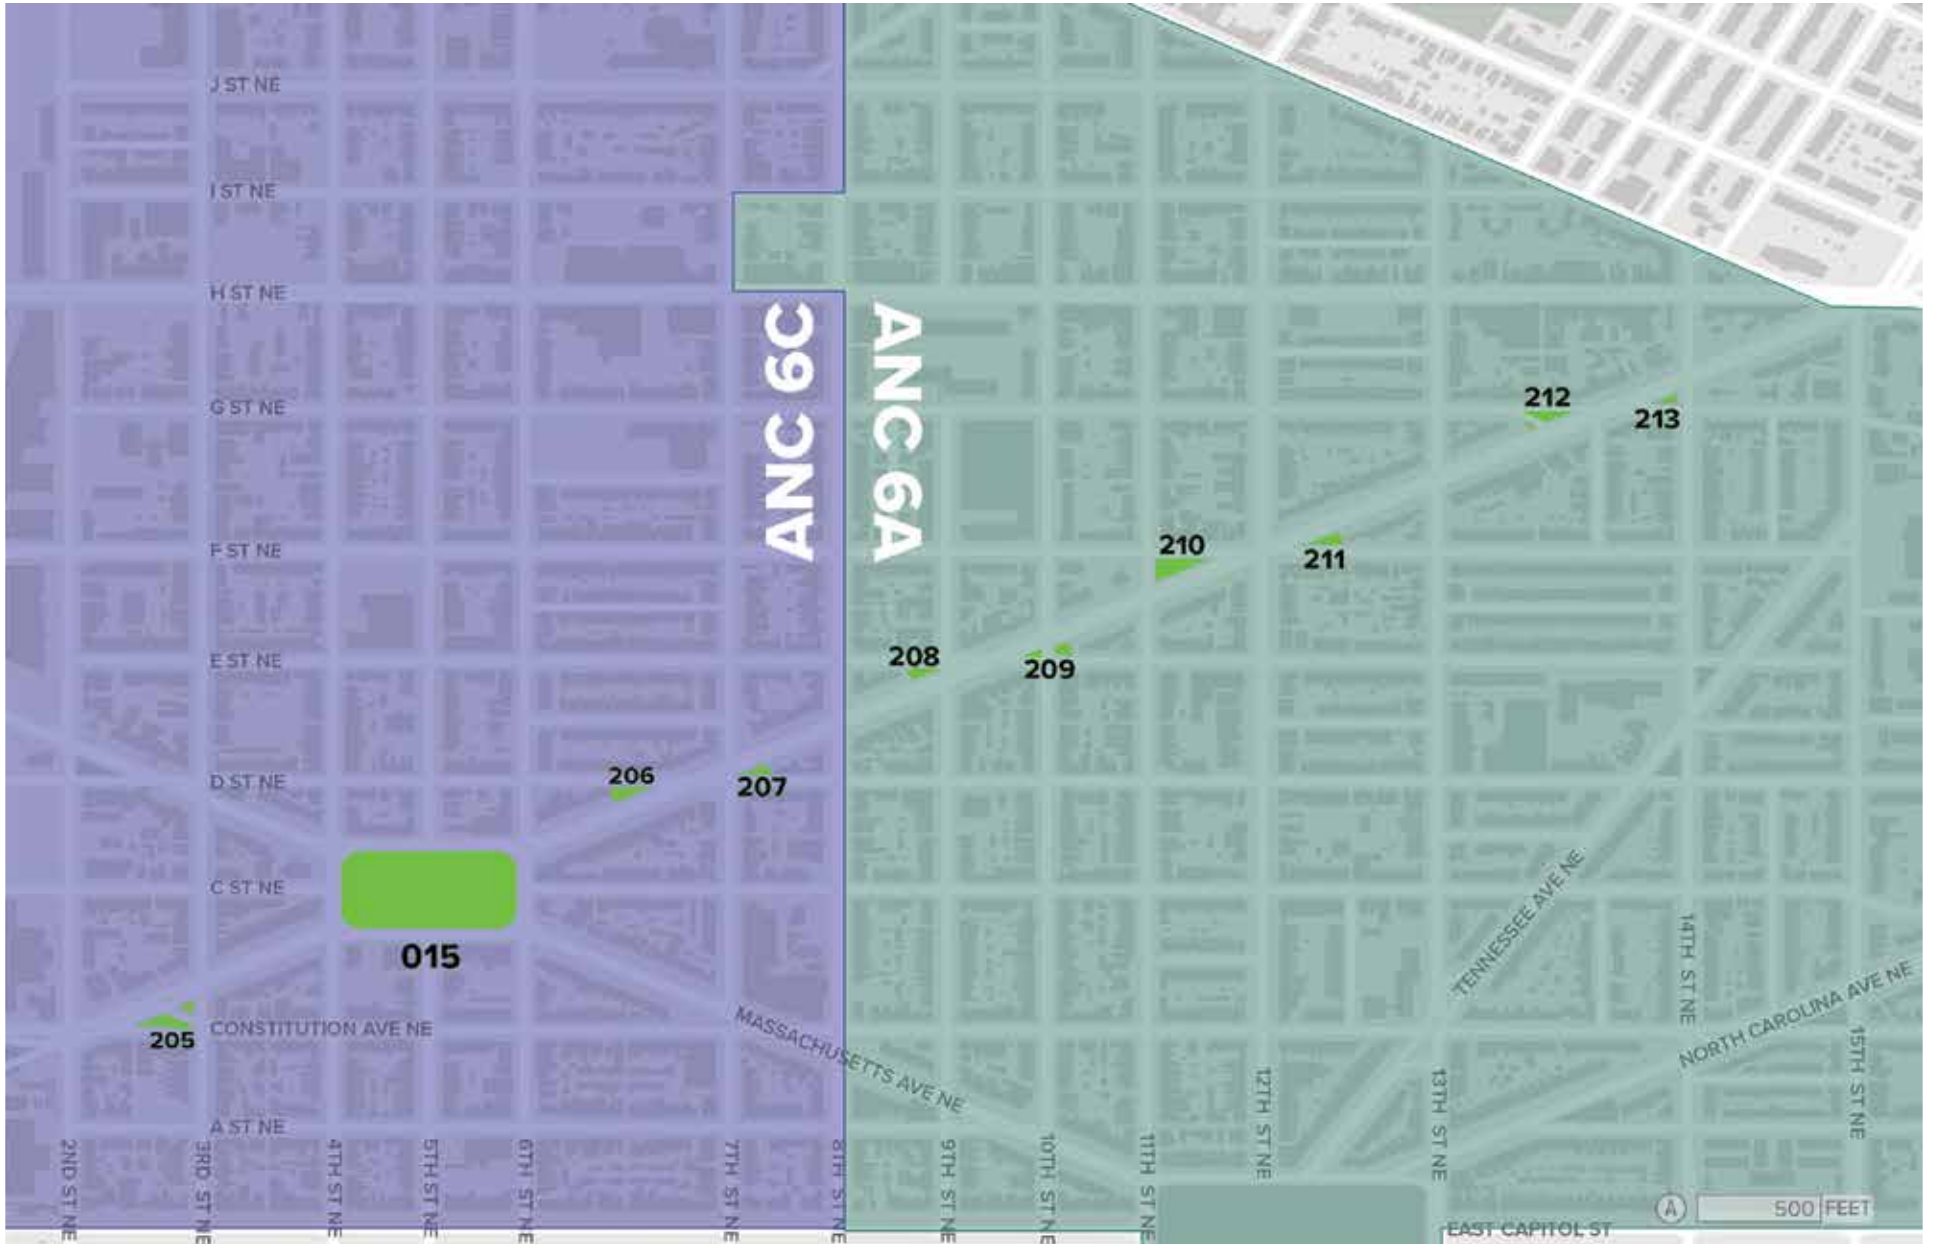 J ST NE
I ST NE
H ST NE
ANC 6C
ANC 6A
212
G ST NE
213
210
F ST NE
211
208
E ST NE
209
206
D ST NE
207
C ST NE
TENNESSEE AVE NE
015
14TH ST NE
NORTH CAROLINA AVE NE
205
CONSTITUTION AVE NE
MASSACHUSETTS AVE NE
15TH ST NE
12TH ST NE
13TH ST NE
A ST NE
2ND ST NE
3RD ST NE
4TH ST NE
5TH ST NE
6TH ST NE
7TH ST NE
8TH ST NE
9TH ST NE
10TH ST NE
11TH ST NE
A
500 FEET
EAST CAPITOL ST